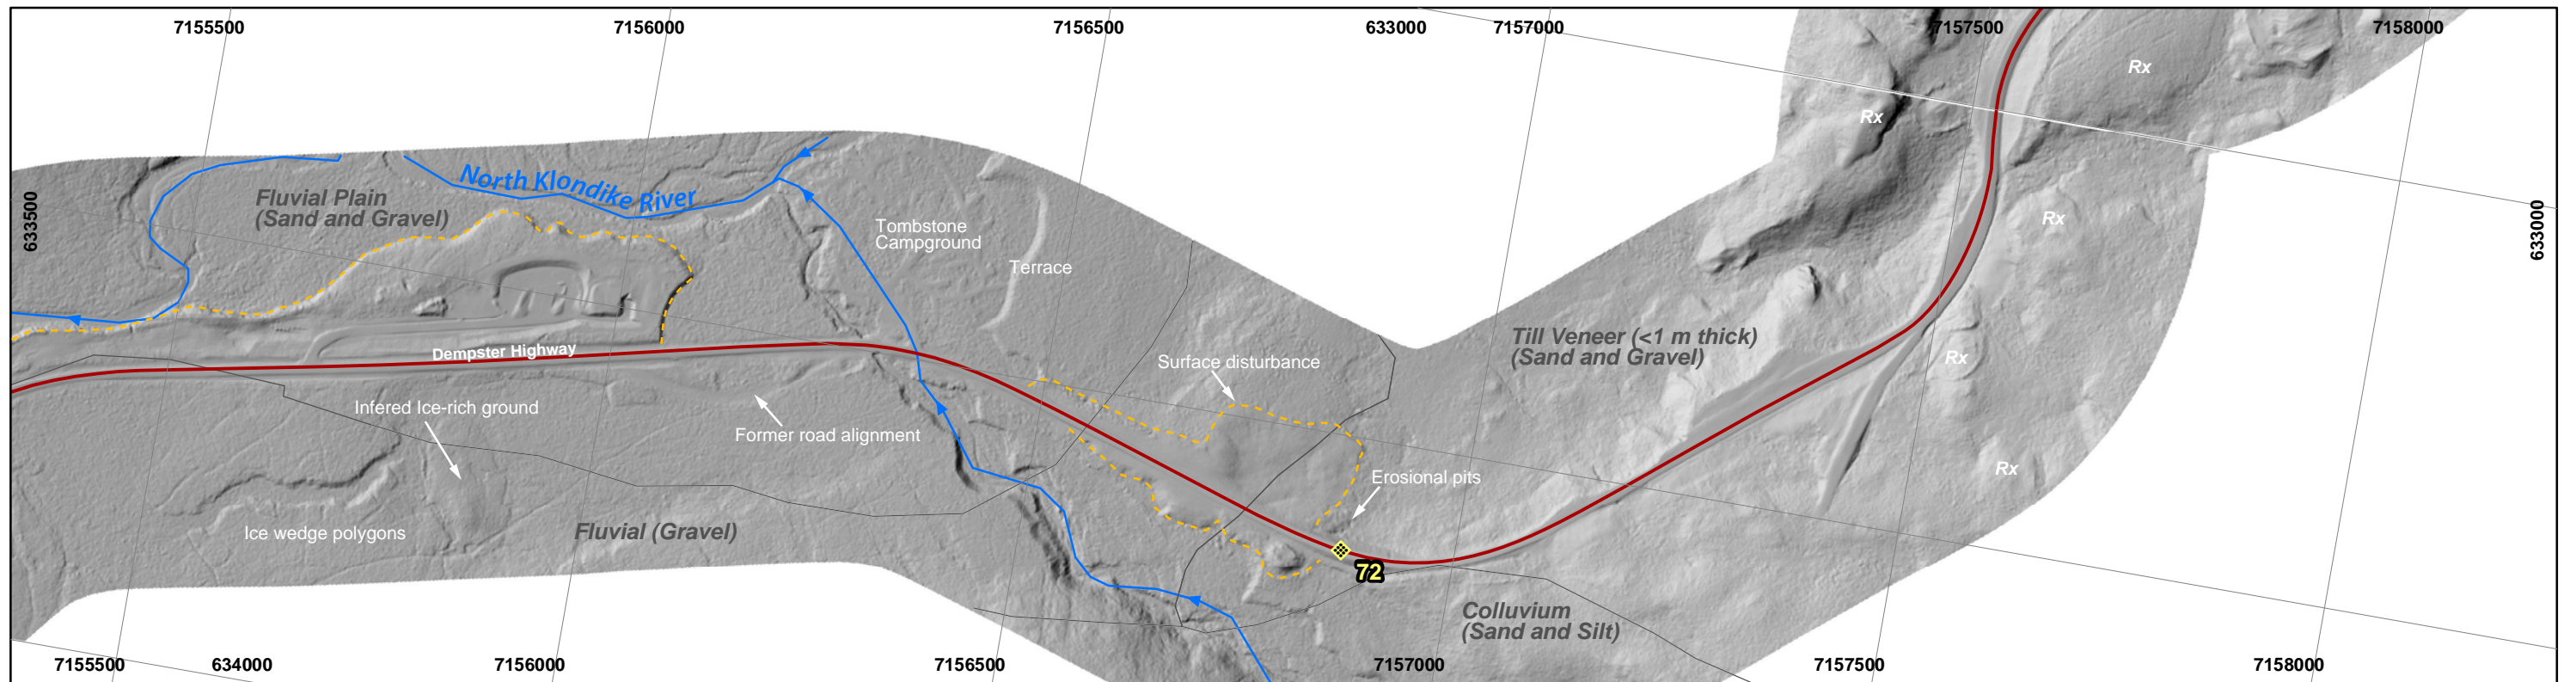 7155500
7156000
7156500
633000
7157000
7157500
7158000
Rx
Rx
633500
Fluvial Plain
(Sand and Gravel)
North Klondike River
Tombstone
Campground
Rx
633000
Terrace
Till Veneer (<1 m thick)
(Sand and Gravel)
Dempster Highway
Surface disturbance
Rx
Infered Ice-rich ground
Former road alignment
Rx
Erosional pits
Ice wedge polygons
Fluvial (Gravel)
72
Colluvium
(Sand and Silt)
7155500
634000
7156000
7156500
7157000
7157500
7158000